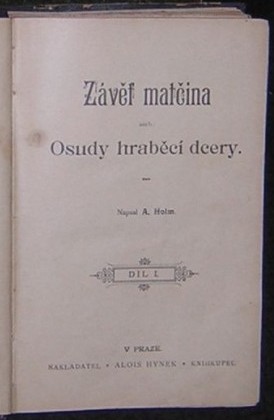 Závěť matčina
aneb
Osudy hraběcí dcery.
Napsal A. Holm.
DÍL I.
V PRAZE.
NAKLADATEL • ALOIS HYNEK • KNIHKUPEC.